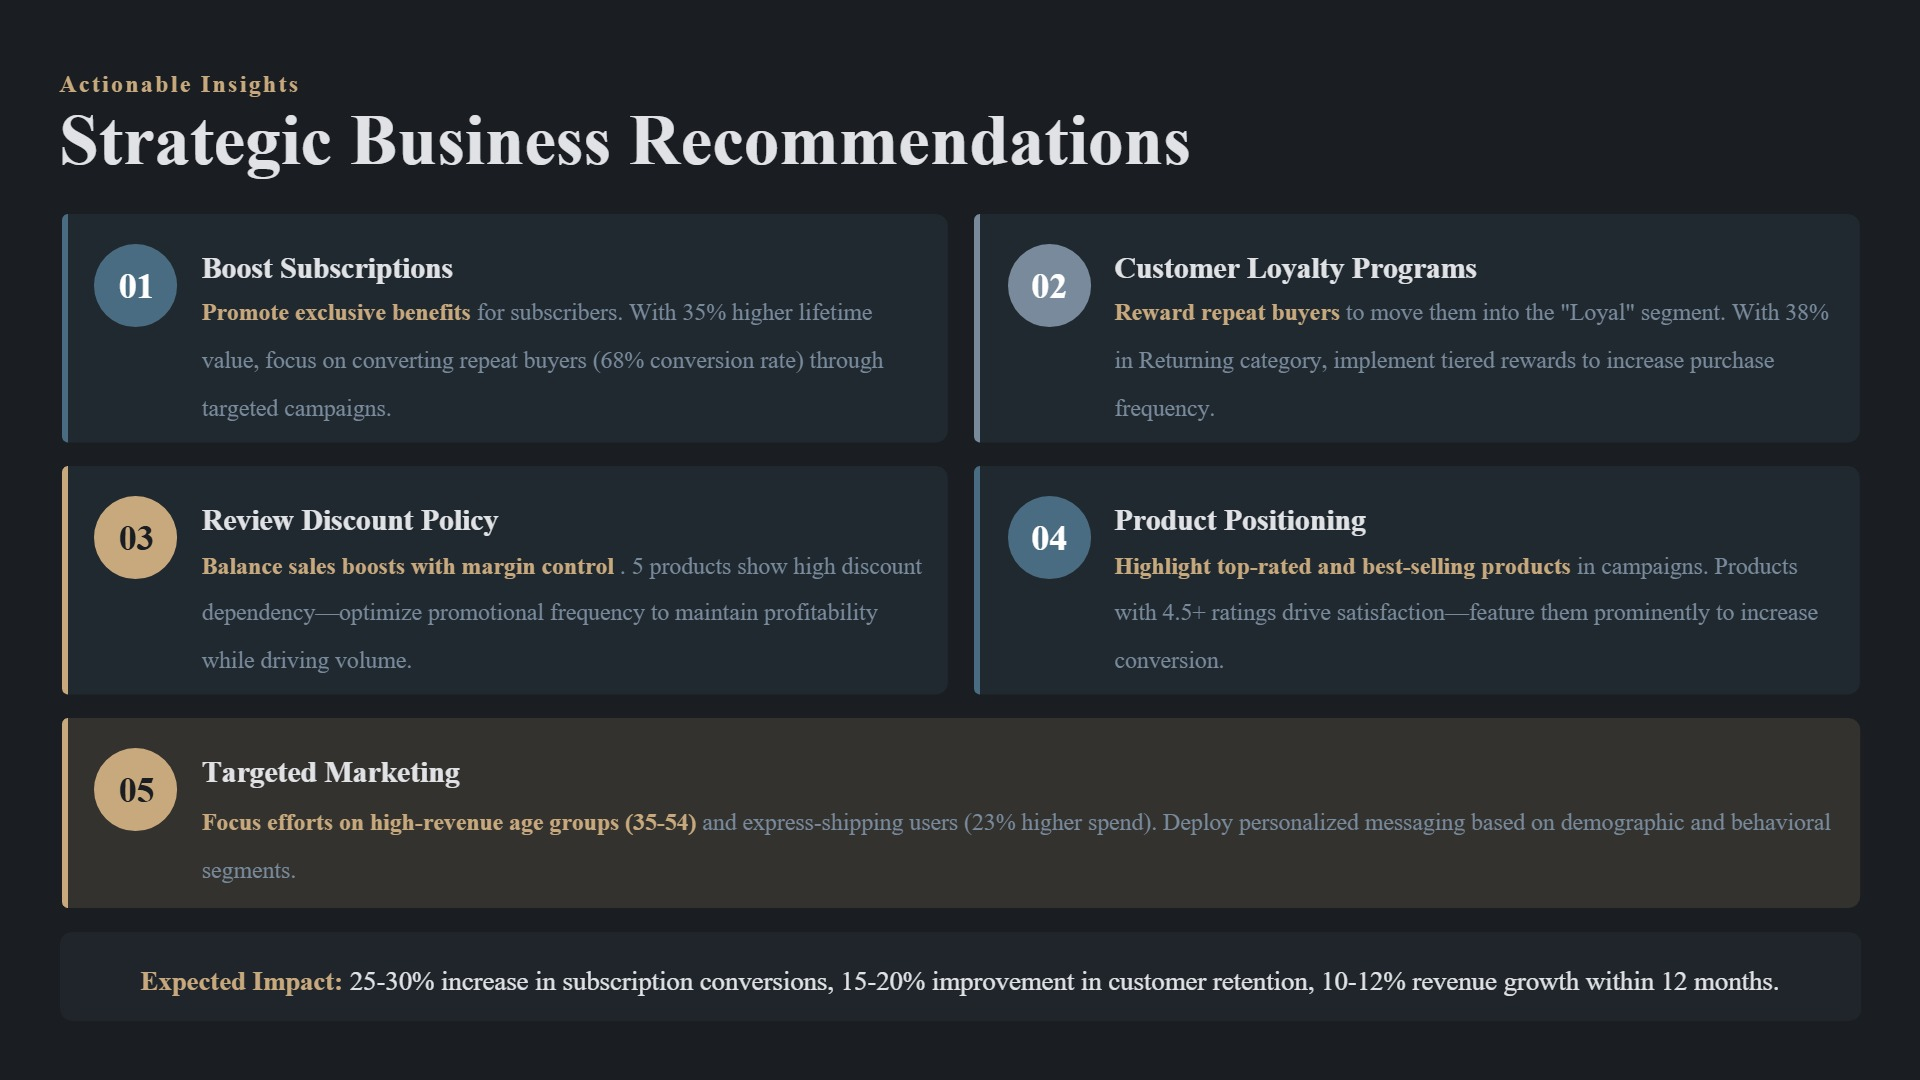 Actionable Insights
Strategic Business Recommendations
01
Boost Subscriptions
Promote exclusive benefits for subscribers. With 35% higher lifetime
value, focus on converting repeat buyers (68% conversion rate) through
targeted campaigns.
02
Customer Loyalty Programs
Reward repeat buyers to move them into the "Loyal" segment. With 38%
in Returning category, implement tiered rewards to increase purchase
frequency.
03
Review Discount Policy
Balance sales boosts with margin control . 5 products show high discount
dependency—optimize promotional frequency to maintain profitability
while driving volume.
04
Product Positioning
Highlight top-rated and best-selling products in campaigns. Products
with 4.5+ ratings drive satisfaction—feature them prominently to increase
conversion.
05
Targeted Marketing
Focus efforts on high-revenue age groups (35-54) and express-shipping users (23% higher spend). Deploy personalized messaging based on demographic and behavioral
segments.
Expected Impact: 25-30% increase in subscription conversions, 15-20% improvement in customer retention, 10-12% revenue growth within 12 months.